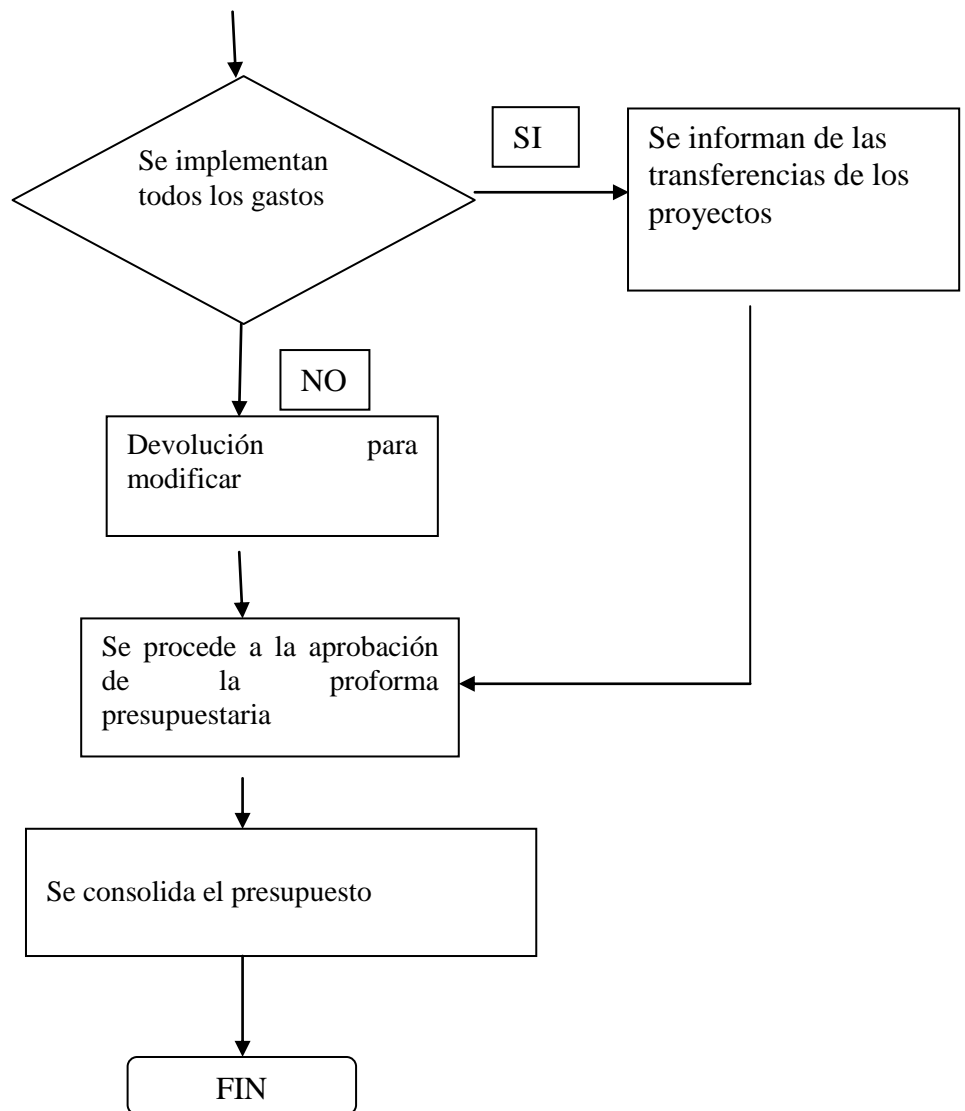 Se implementan
todos los gastos
SI
Se informan de las
transferencias de los
proyectos
NO
Devolución para
modificar
Se procede a la aprobación
de la proforma
presupuestaria
Se consolida el presupuesto
FIN